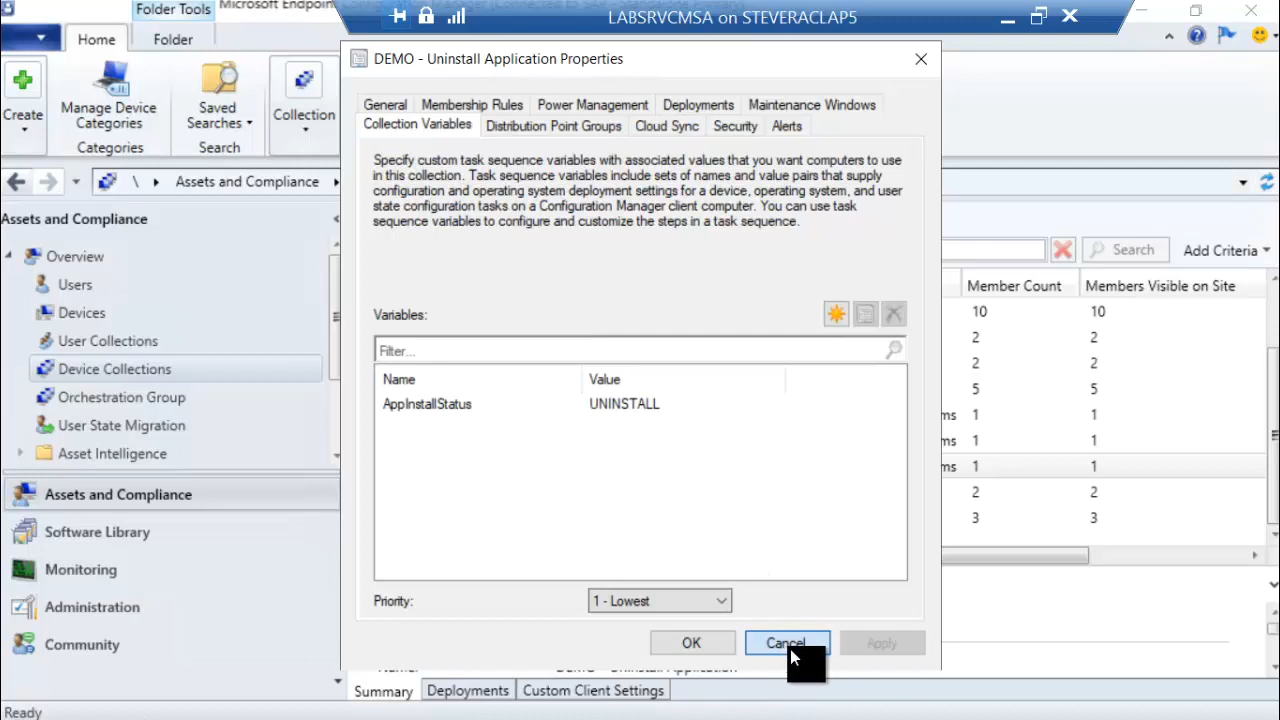 Folder Tools
Microsoft Endpoint
LABSRVCMSA on STEVERACLAP5
Home
Folder
Create
Manage Device
Categories
Categories
Saved
Searches
Search
Collection
\
Assets and Compliance
Assets and Compliance
Overview
Users
Devices
User Collections
Device Collections
Orchestration Group
User State Migration
Asset Intelligence
Assets and Compliance
Software Library
Monitoring
Administration
Community
Ready
DEMO - Uninstall Application Properties
General
Membership Rules
Power Management
Deployments
Maintenance Windows
Collection Variables
Distribution Point Groups
Cloud Sync
Security
Alerts
Specify custom task sequence variables with associated values that you want computers to use
in this collection. Task sequence variables include sets of names and value pairs that supply
configuration and operating system deployment settings for a device, operating system, and user
state configuration tasks on a Configuration Manager client computer. You can use task
sequence variables to configure and customize the steps in a task sequence.
Variables:
Filter...
Name Value
AppInstallStatus UNINSTALL
Priority:
1 - Lowest
OK
Cancel
Apply
Summary
Deployments
Custom Client Settings
Search
Add Criteria
Member Count Members Visible on Site
10 10
2 2
2 2
5 5
ms 1 1
ms 1 1
ms 1 1
2 2
3 3